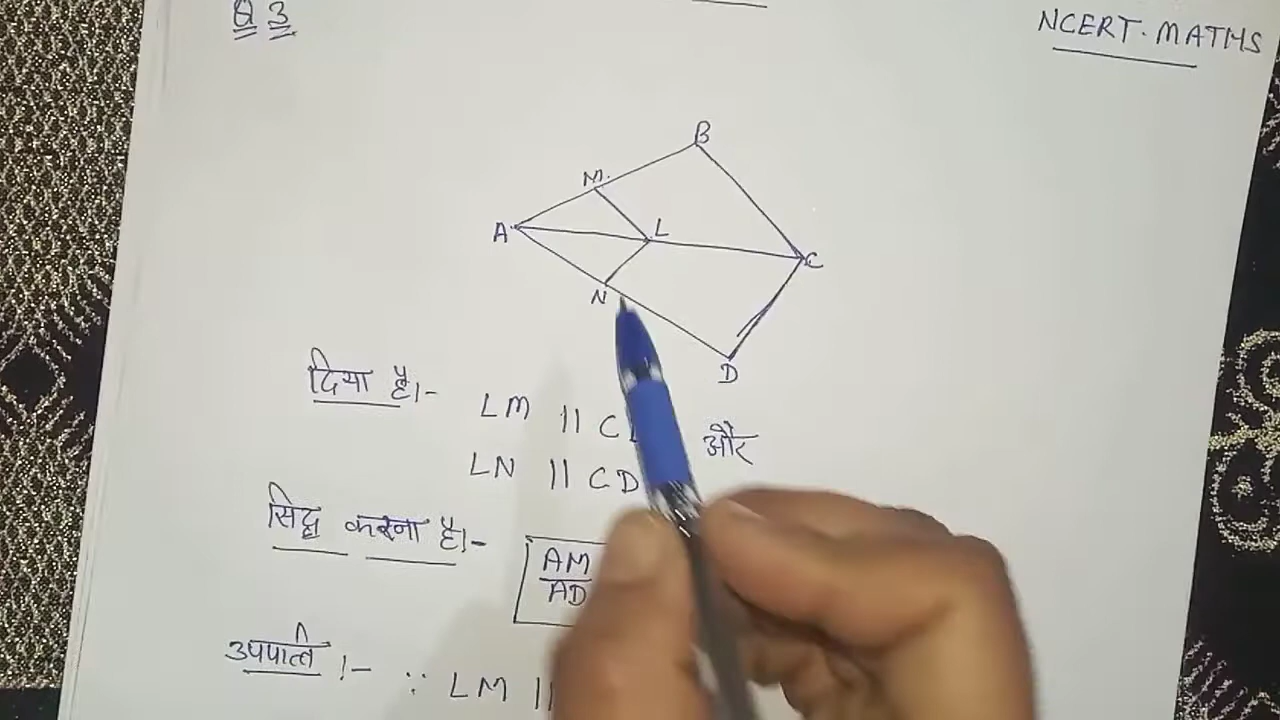 Q 3
NCERT. MATHS
B
M.
A
L
C
N
D
दिया है।-
LM || C
और
LN || CD
सिद्ध करना है।-
AM
AD
उपपत्ति :-
∵ LM ||